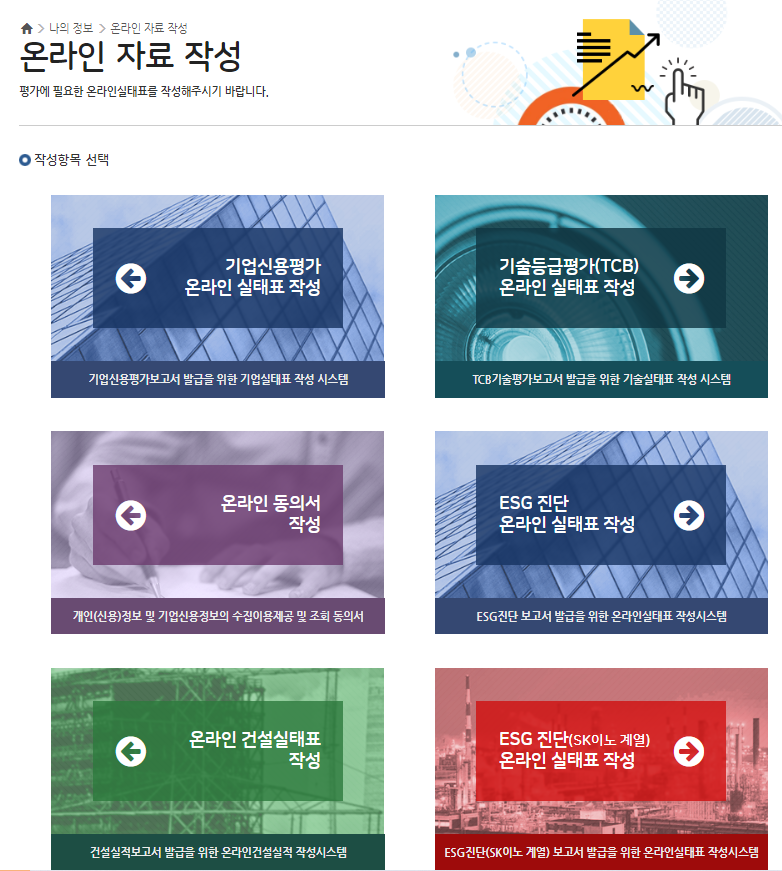 나의 정보 온라인 자료 작성
온라인 자료 작성
평가에 필요한 온라인실태표를 작성해주시기 바랍니다.
작성항목 선택
기업신용평가
온라인 실태표 작성
기업신용평가보고서 발급을 위한 기업실태표 작성 시스템
기술등급평가(TCB)
온라인 실태표 작성
TCB기술평가보고서 발급을 위한 기술실태표 작성 시스템
온라인 동의서
작성
개인(신용)정보 및 기업신용정보의 수집이용제공 및 조회 동의서
ESG 진단
온라인 실태표 작성
ESG진단 보고서 발급을 위한 온라인실태표 작성시스템
온라인 건설실태표
작성
건설실적보고서 발급을 위한 온라인건설실적 작성시스템
ESG 진단(SK이노 계열)
온라인 실태표 작성
ESG진단(SK이노 계열) 보고서 발급을 위한 온라인실태표 작성시스템